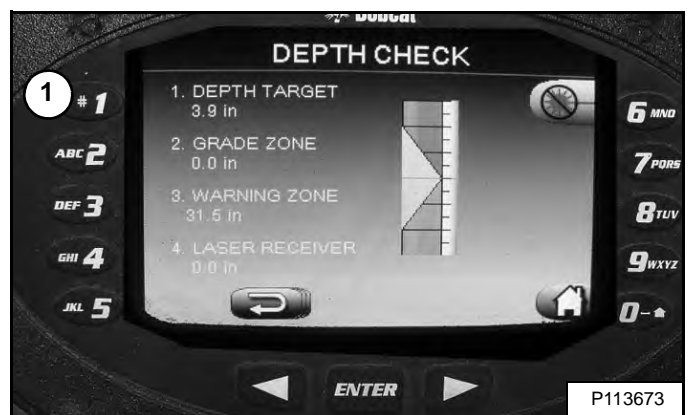 Bobcat
DEPTH CHECK
1
# 1
ABC 2
DEF 3
GHI 4
JKL 5
1. DEPTH TARGET
3.9 in
2. GRADE ZONE
0.0 in
3. WARNING ZONE
31.5 in
4. LASER RECEIVER
0.0 in
6 MNO
7 PQRS
8 TUV
9 WXYZ
0-
ENTER
P113673